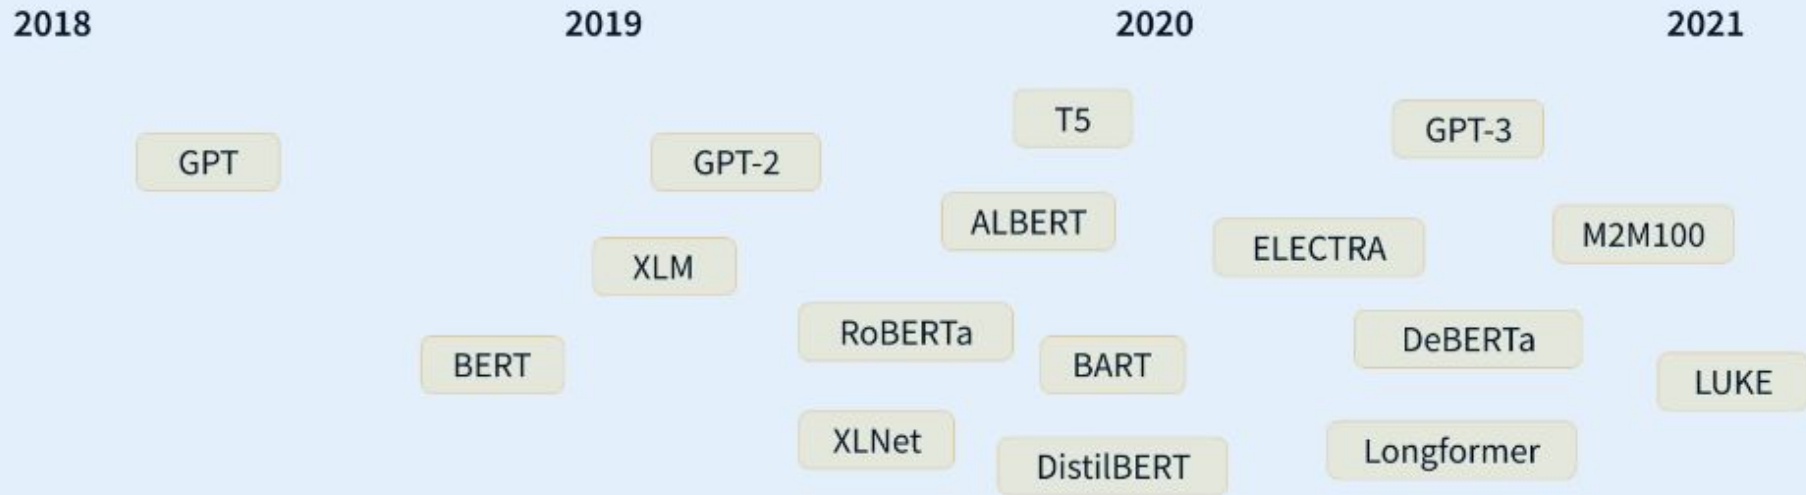 2018 2019 2020 2021
T5
GPT-3
GPT GPT-2
ALBERT
M2M100
ELECTRA
XLM
RoBERTa
DeBERTa
BERT BART
LUKE
XLNet
Longformer
DistilBERT